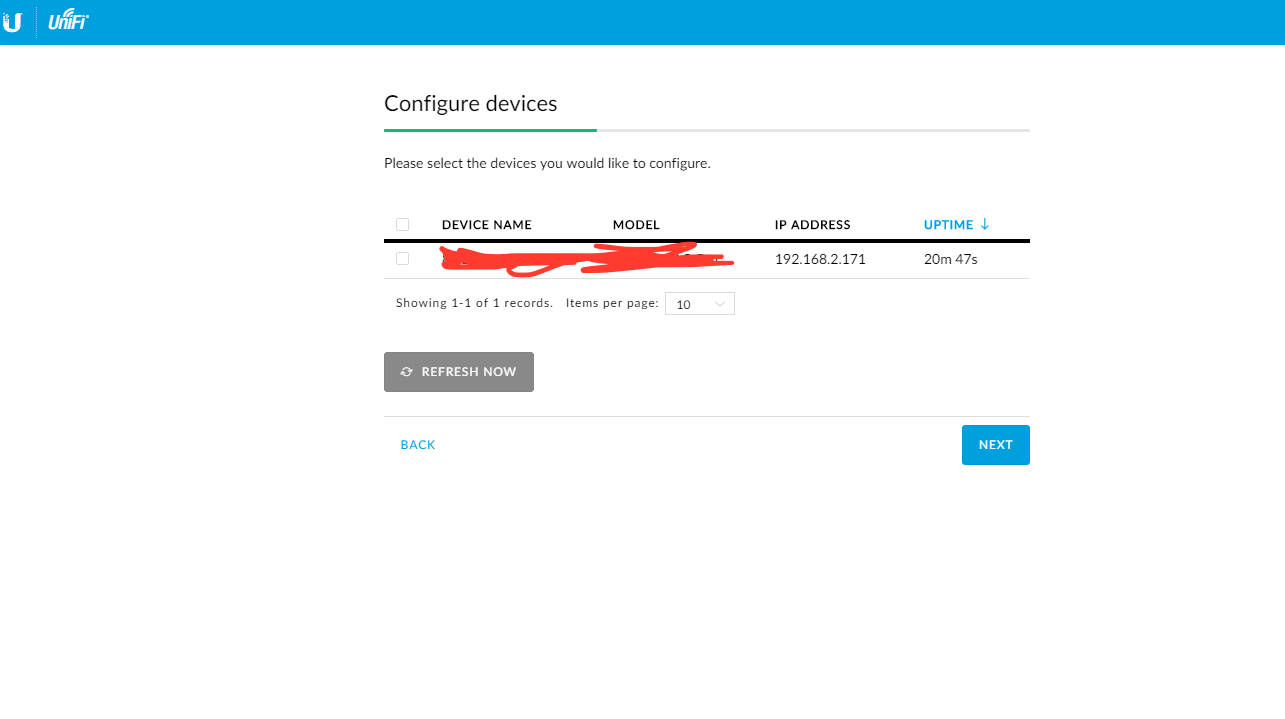 UniFi
Configure devices
Please select the devices you would like to configure.
DEVICE NAME MODEL IP ADDRESS UPTIME ↓
192.168.2.171 20m 47s
Showing 1-1 of 1 records. Items per page: 10
REFRESH NOW
BACK NEXT